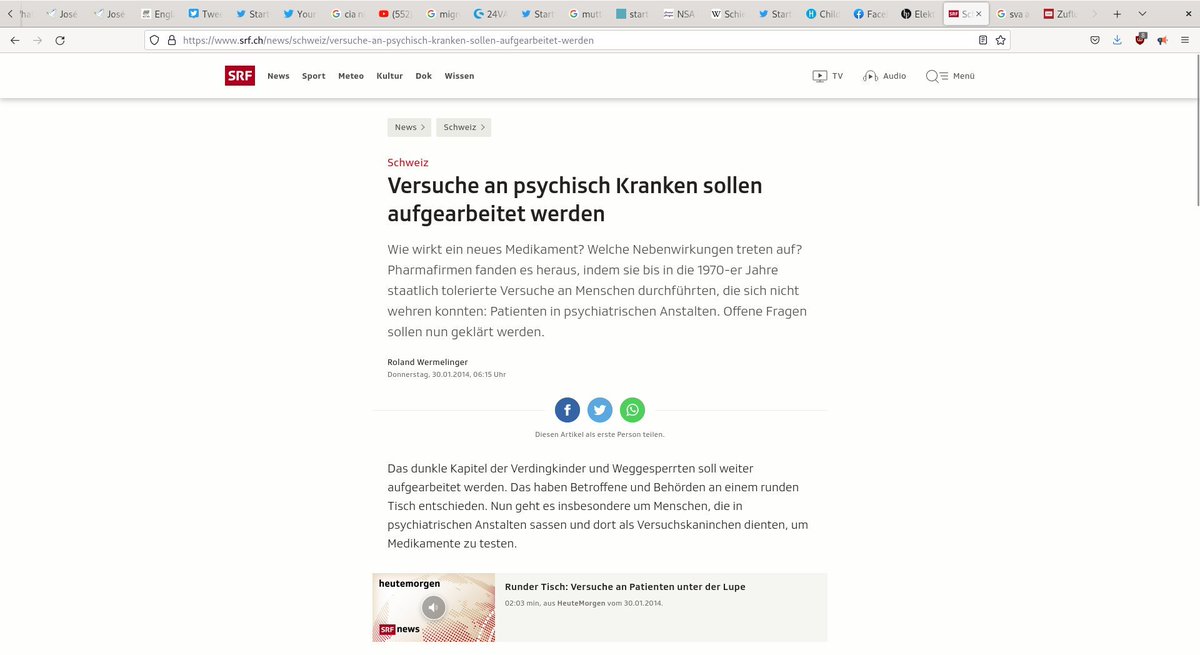 hat
José
José
Engl
Twee
Start
Your
cia n
(552)
mign
24VA
Start
mutt
start
NSA
Schie
Start
Child
Face
Elekt
Sc
sva a
Zuflu
https://www.srf.ch/news/schweiz/versuche-an-psychisch-kranken-sollen-aufgearbeitet-werden
SRF News Sport Meteo Kultur Dok Wissen TV Audio Menü
News > Schweiz >
Schweiz
Versuche an psychisch Kranken sollen
aufgearbeitet werden
Wie wirkt ein neues Medikament? Welche Nebenwirkungen treten auf?
Pharmafirmen fanden es heraus, indem sie bis in die 1970-er Jahre
staatlich tolerierte Versuche an Menschen durchführten, die sich nicht
wehren konnten: Patienten in psychiatrischen Anstalten. Offene Fragen
sollen nun geklärt werden.
Roland Wermelinger
Donnerstag, 30.01.2014, 06:15 Uhr
Diesen Artikel als erste Person teilen.
Das dunkle Kapitel der Verdingkinder und Weggesperrten soll weiter
aufgearbeitet werden. Das haben Betroffene und Behörden an einem runden
Tisch entschieden. Nun geht es insbesondere um Menschen, die in
psychiatrischen Anstalten sassen und dort als Versuchskaninchen dienten, um
Medikamente zu testen.
heutemorgen
SRF news
Runder Tisch: Versuche an Patienten unter der Lupe
02:03 min, aus HeuteMorgen vom 30.01.2014.